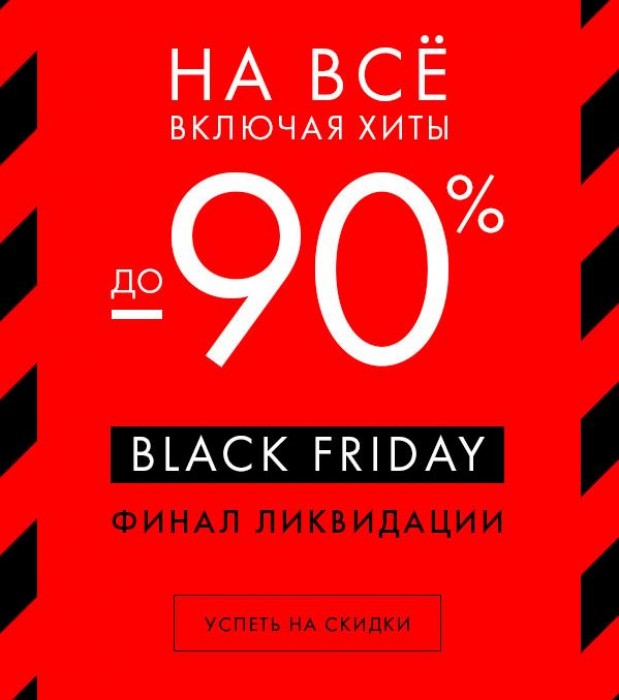 НА ВСЁ
ВКЛЮЧАЯ ХИТЫ
ДО -90%
BLACK FRIDAY
ФИНАЛ ЛИКВИДАЦИИ
УСПЕТЬ НА СКИДКИ